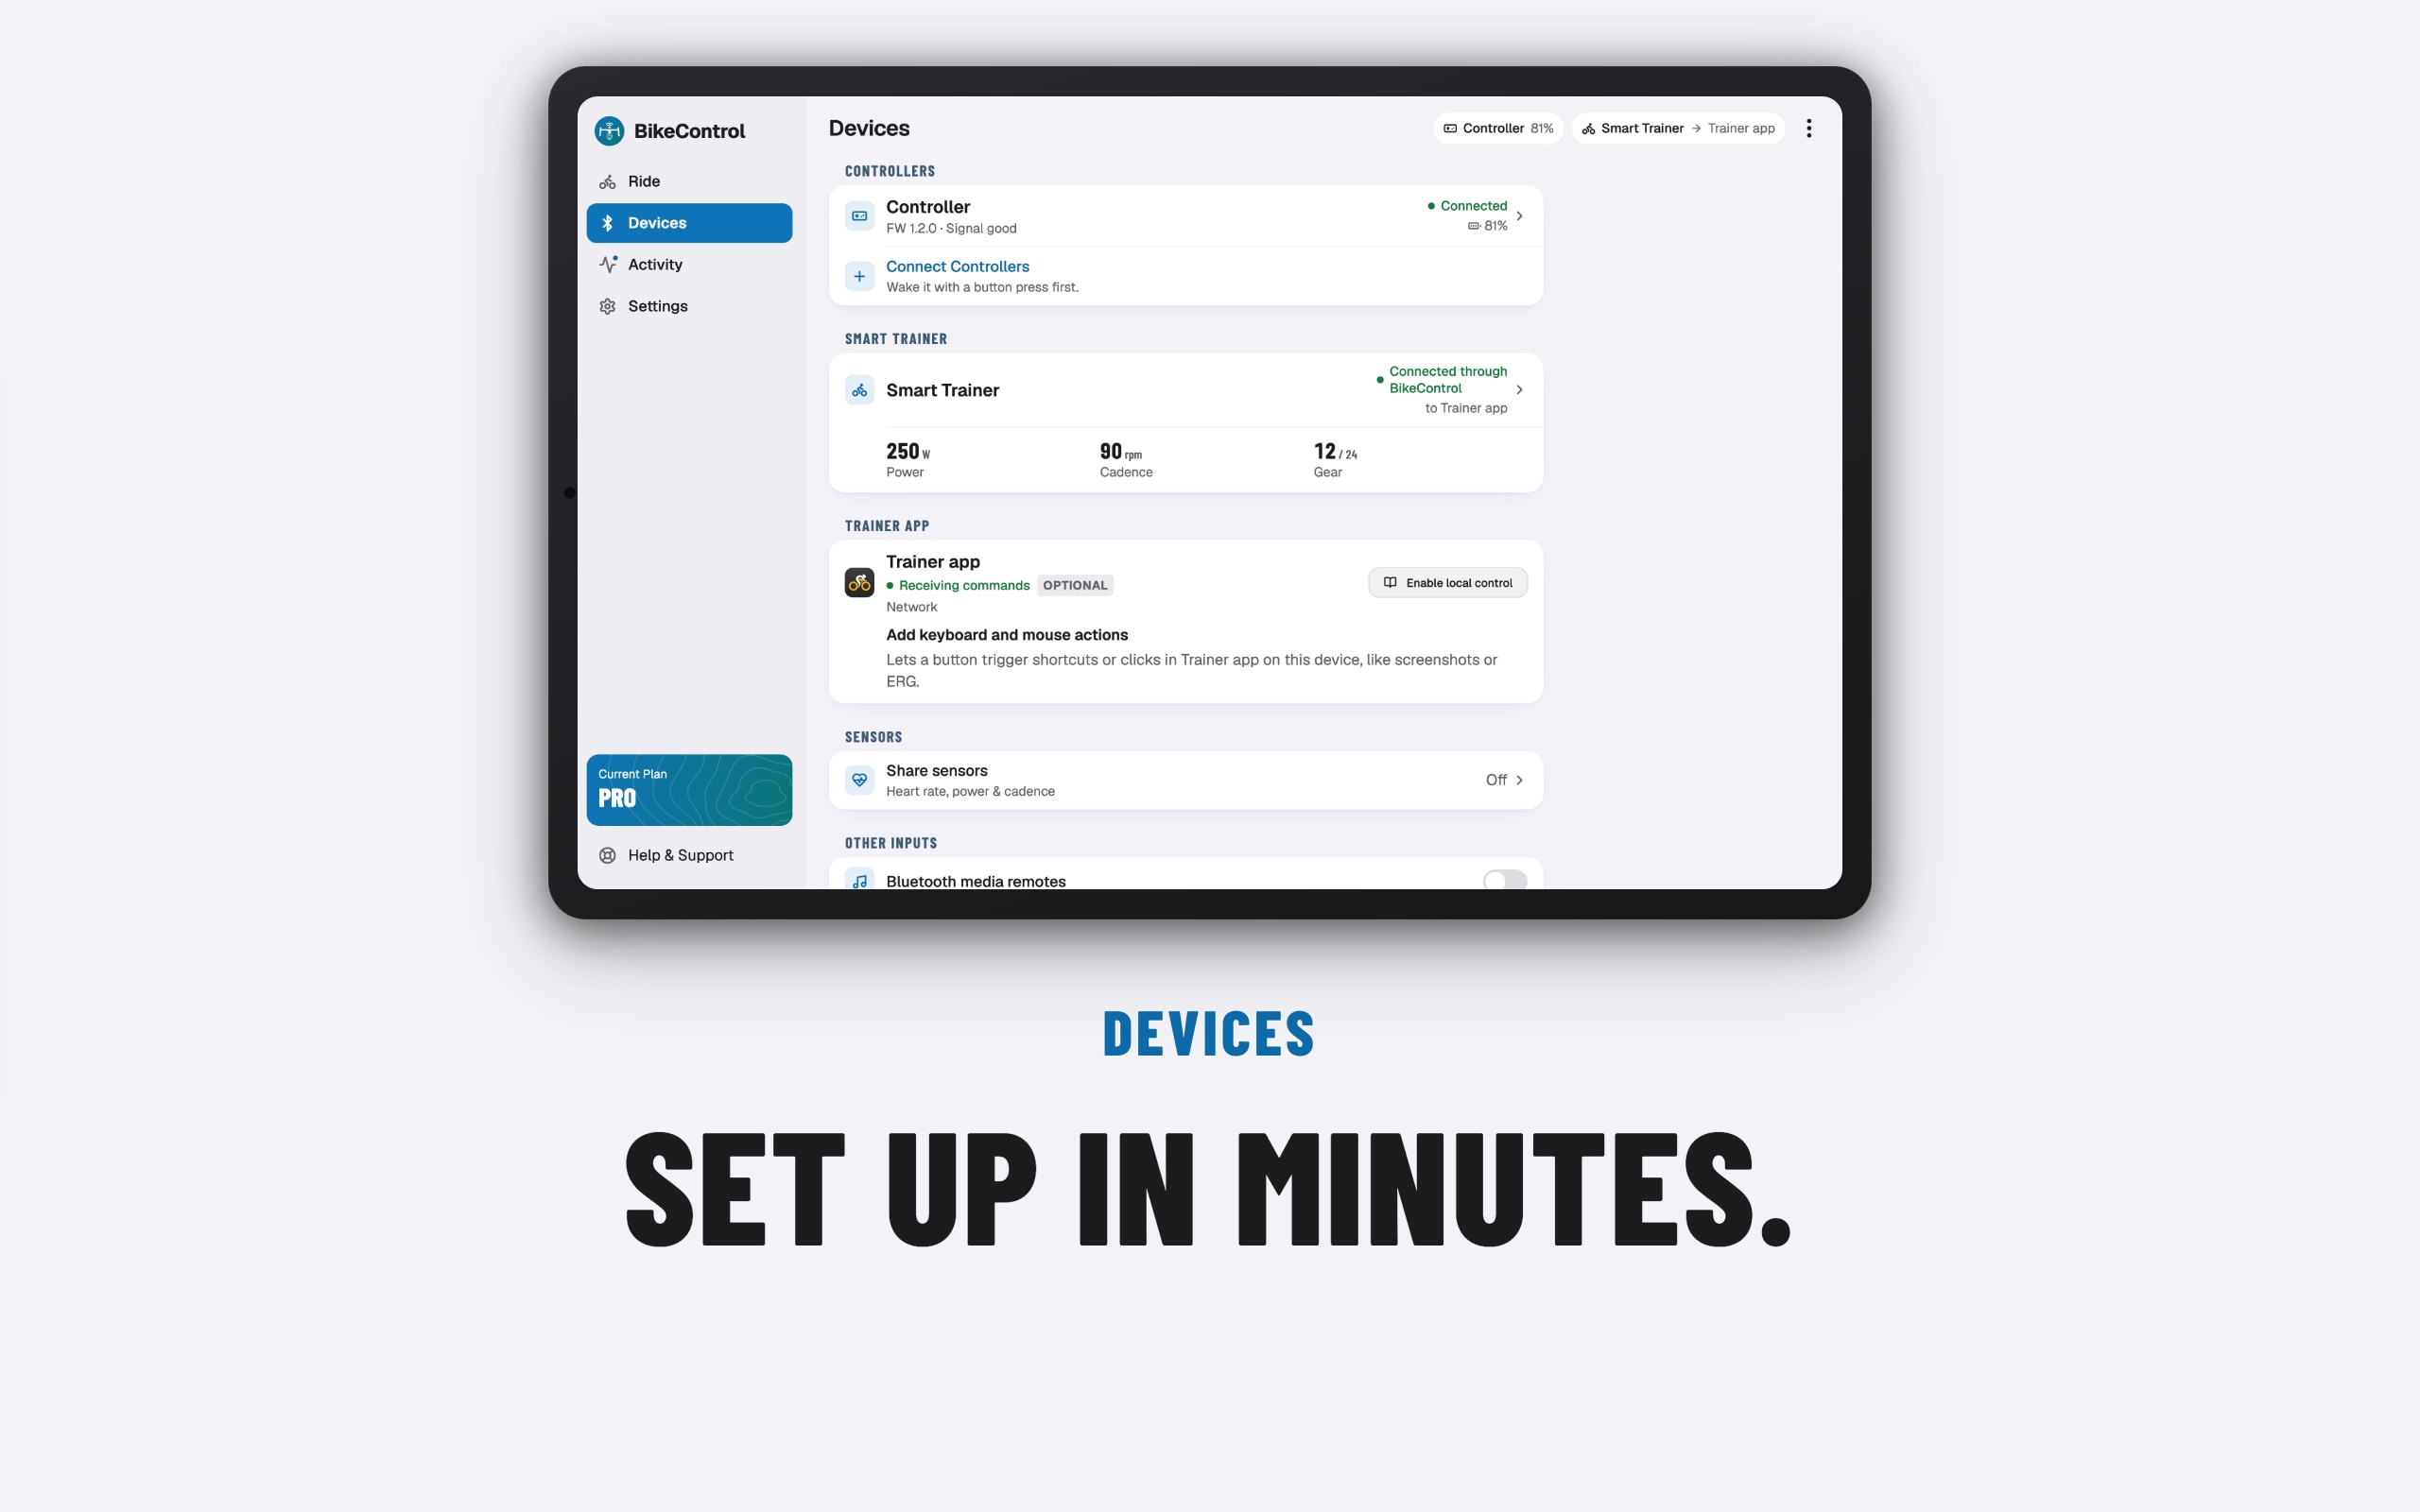 BikeControl
Ride
Devices
Activity
Settings
Current Plan
PRO
Help & Support
Devices
Controller 81%
Smart Trainer → Trainer app
CONTROLLERS
Controller
FW 1.2.0 · Signal good
Connected
81%
Connect Controllers
Wake it with a button press first.
SMART TRAINER
Smart Trainer
Connected through
BikeControl
to Trainer app
250 W
Power
90 rpm
Cadence
12 / 24
Gear
TRAINER APP
Trainer app
Receiving commands OPTIONAL
Network
Enable local control
Add keyboard and mouse actions
Lets a button trigger shortcuts or clicks in Trainer app on this device, like screenshots or
ERG.
SENSORS
Share sensors
Heart rate, power & cadence
Off
OTHER INPUTS
Bluetooth media remotes
DEVICES
SET UP IN MINUTES.